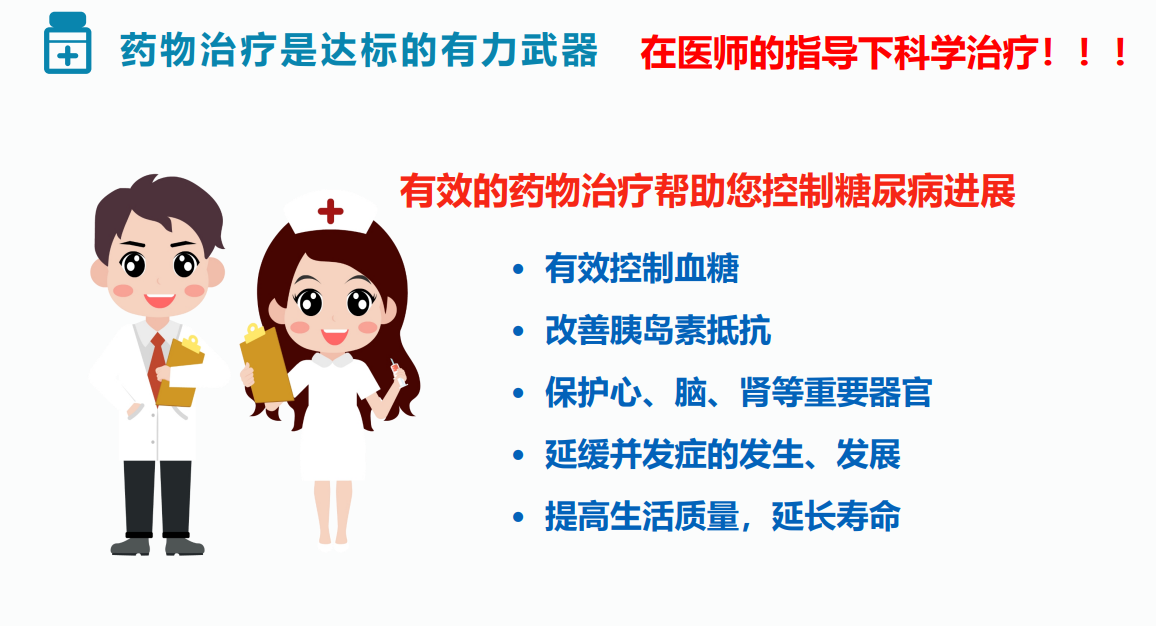 药物治疗是达标的有力武器
在医师的指导下科学治疗！！！
有效的药物治疗帮助您控制糖尿病进展
• 有效控制血糖
• 改善胰岛素抵抗
• 保护心、脑、肾等重要器官
• 延缓并发症的发生、发展
• 提高生活质量，延长寿命